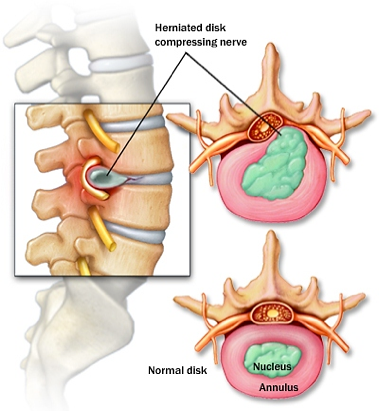 Herniated disk
compressing nerve
Normal disk
Nucleus
Annulus